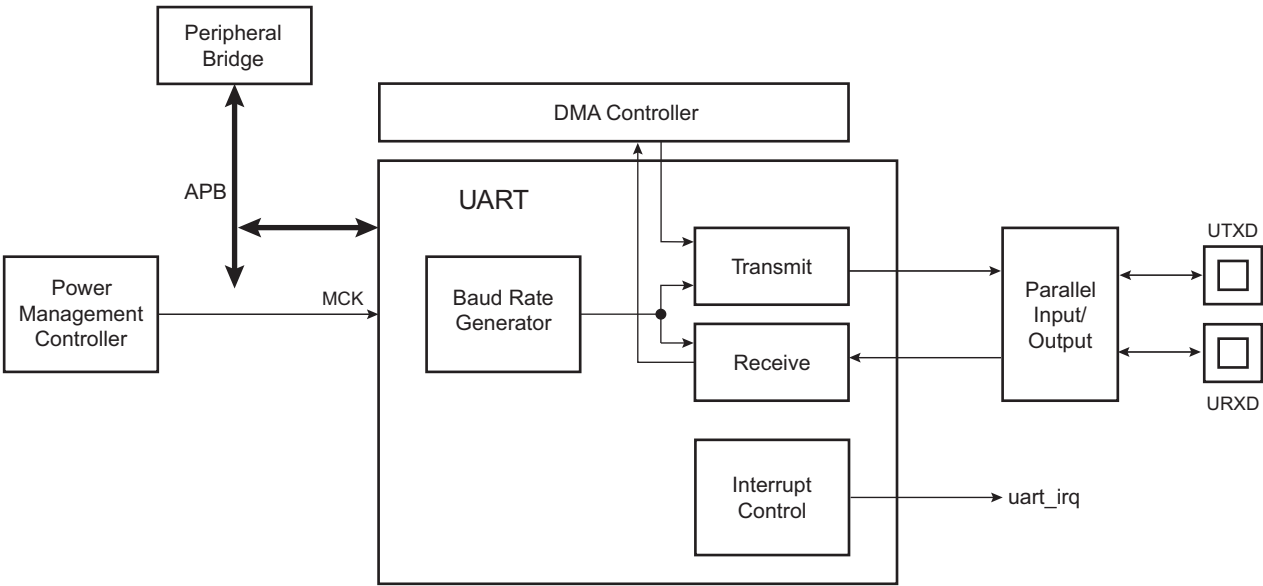 Peripheral
Bridge
DMA Controller
APB
UART
Power
Management
Controller
MCK
Baud Rate
Generator
Transmit
Receive
Parallel
Input/
Output
UTXD
URXD
Interrupt
Control
uart_irq